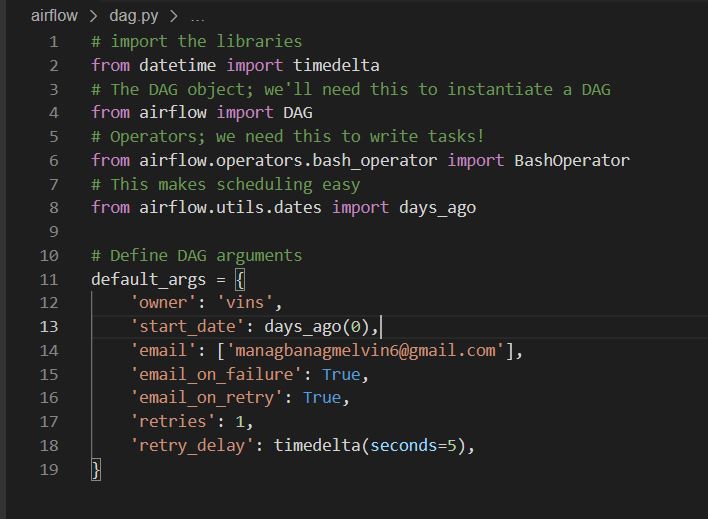 airflow > dag.py > ...
1 # import the libraries
2 from datetime import timedelta
3 # The DAG object; we'll need this to instantiate a DAG
4 from airflow import DAG
5 # Operators; we need this to write tasks!
6 from airflow.operators.bash_operator import BashOperator
7 # This makes scheduling easy
8 from airflow.utils.dates import days_ago
9
10 # Define DAG arguments
11 default_args = {
12     'owner': 'vins',
13     'start_date': days_ago(0),
14     'email': ['managbanagmelvin6@gmail.com'],
15     'email_on_failure': True,
16     'email_on_retry': True,
17     'retries': 1,
18     'retry_delay': timedelta(seconds=5),
19 }